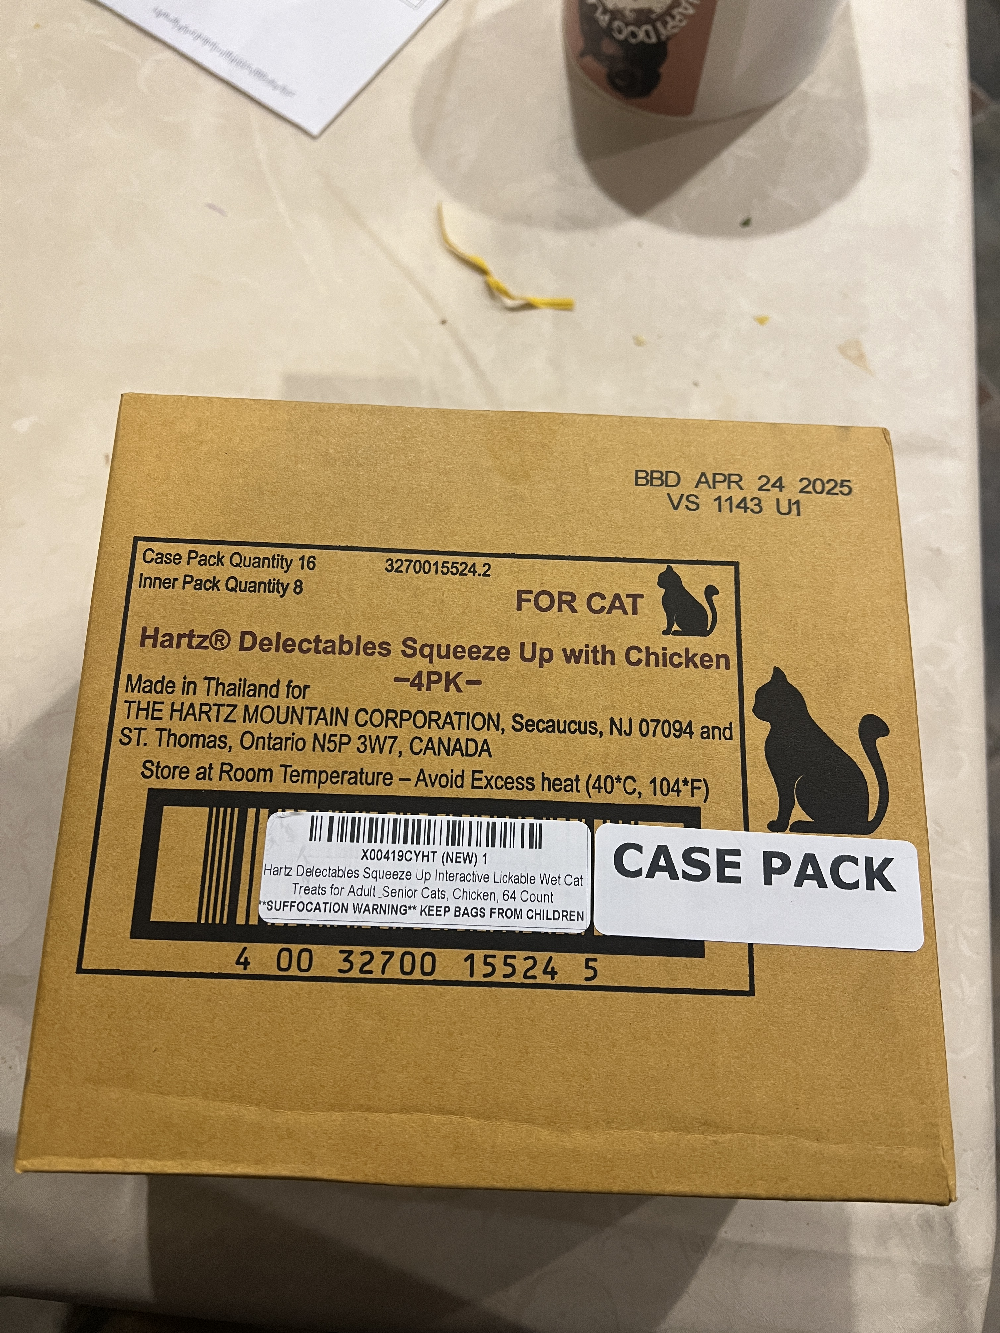 HAPPY DOG
BBD APR 24 2025
VS 1143 U1
Case Pack Quantity 16
3270015524.2
Inner Pack Quantity 8
FOR CAT
Hartz® Delectables Squeeze Up with Chicken
-4PK-
Made in Thailand for
THE HARTZ MOUNTAIN CORPORATION, Secaucus, NJ 07094 and
ST. Thomas, Ontario N5P 3W7, CANADA
Store at Room Temperature – Avoid Excess heat (40*C, 104*F)
X00419CYHT (NEW) 1
Hartz Delectables Squeeze Up Interactive Lickable Wet Cat
Treats for Adult_Senior Cats, Chicken, 64 Count
**SUFFOCATION WARNING** KEEP BAGS FROM CHILDREN
CASE PACK
4 00 32700 15524 5